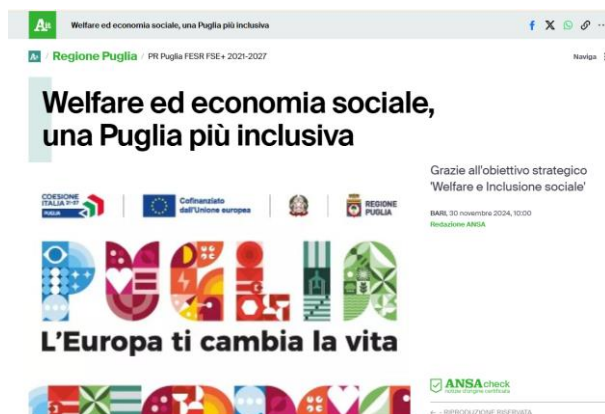 Welfare ed economia sociale, una Puglia più inclusiva
/ Regione Puglia / PR Puglia FESR FSE+ 2021-2027
Naviga
Welfare ed economia sociale,
una Puglia più inclusiva
Grazie all'obiettivo strategico
'Welfare e Inclusione sociale'
BARI, 30 novembre 2024, 10:00
Redazione ANSA
COESIONE
ITALIA 21-27
PUGLIA
Cofinanziato
dall'Unione europea
REGIONE
PUGLIA
PUGLIA
L'Europa ti cambia la vita
ANSAcheck
notizie d'origine certificata
- RIPRODUZIONE RISERVATA